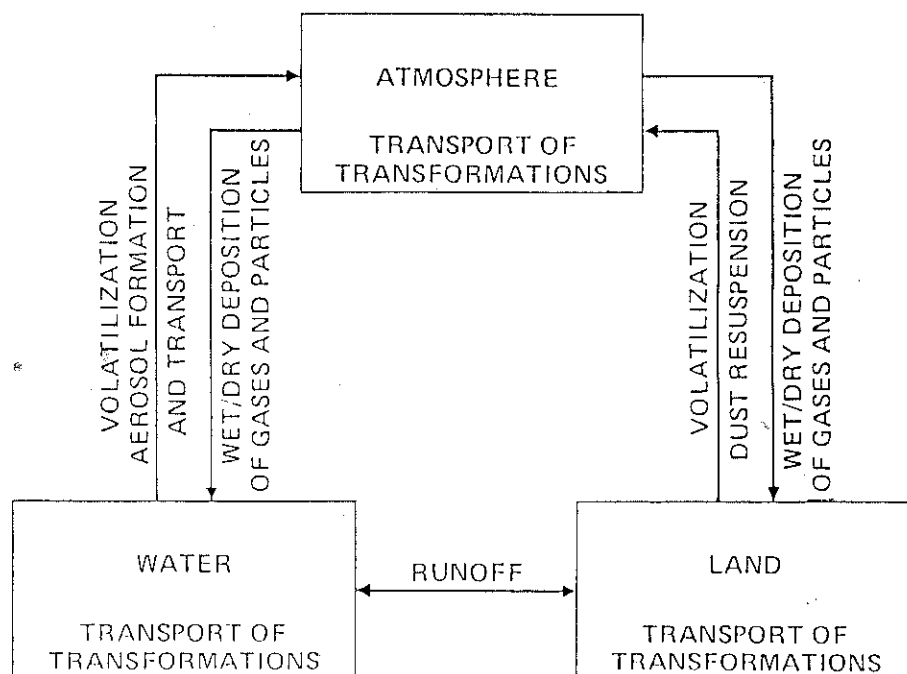 ATMOSPHERE
TRANSPORT OF
TRANSFORMATIONS
VOLATILIZATION
AEROSOL FORMATION
AND TRANSPORT
WET/DRY DEPOSITION
OF GASES AND PARTICLES
VOLATILIZATION
DUST RESUSPENSION
WET/DRY DEPOSITION
OF GASES AND PARTICLES
WATER
TRANSPORT OF
TRANSFORMATIONS
RUNOFF
LAND
TRANSPORT OF
TRANSFORMATIONS